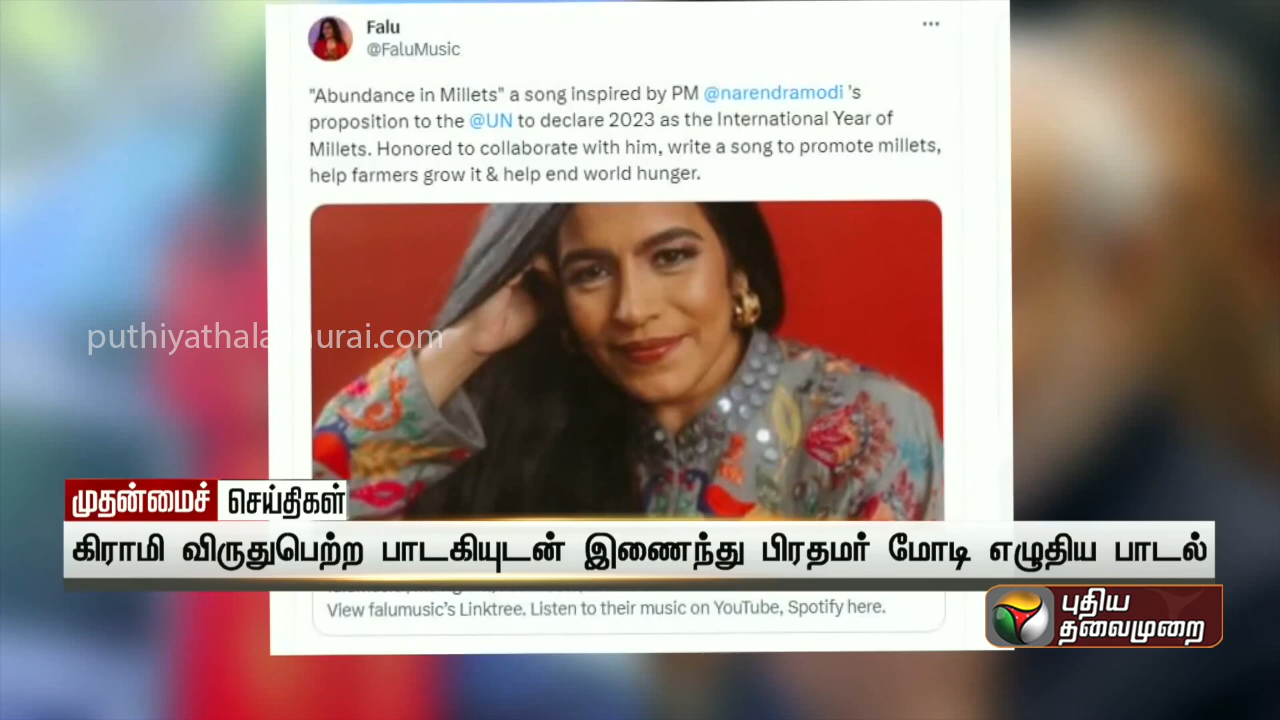 Falu
@FaluMusic
"Abundance in Millets" a song inspired by PM @narendramodi 's
proposition to the @UN to declare 2023 as the International Year of
Millets. Honored to collaborate with him, write a song to promote millets,
help farmers grow it & help end world hunger.
puthiyathalaimurai.com
முதன்மைச் செய்திகள்
கிராமி விருதுபெற்ற பாடகியுடன் இணைந்து பிரதமர் மோடி எழுதிய பாடல்
View falumusic's Linktree. Listen to their music on YouTube, Spotify here.
புதிய
தலைமுறை